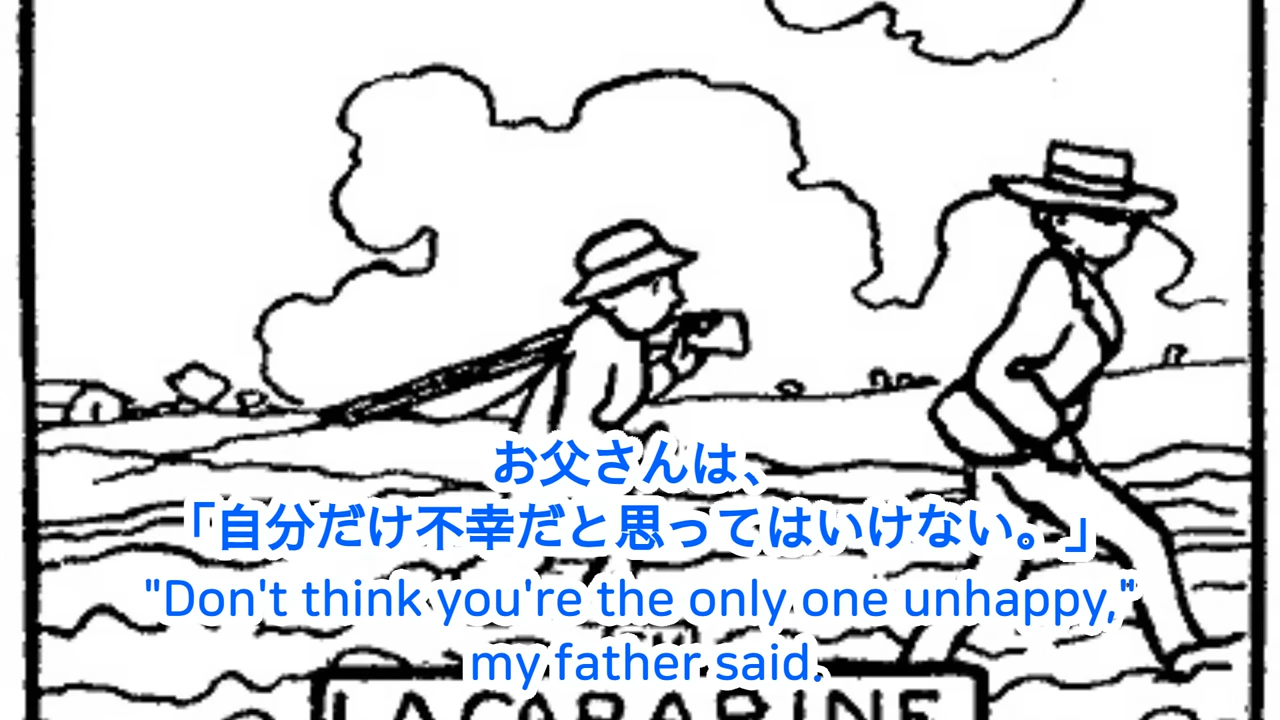 お父さんは、
「自分だけ不幸だと思ってはいけない。」
"Don't think you're the only one unhappy,"
my father said.